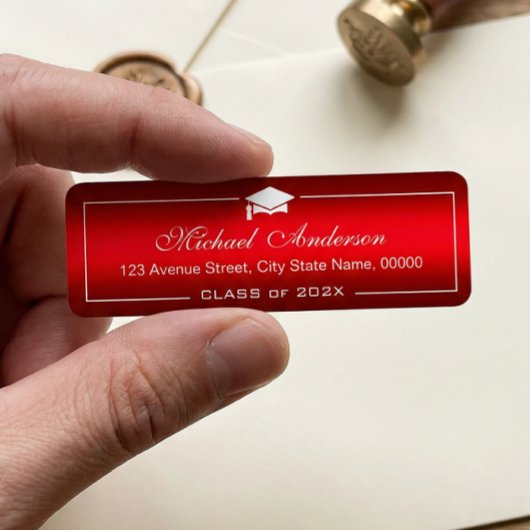 Michael Anderson
123 Avenue Street, City State Name, 00000
CLASS OF 202X